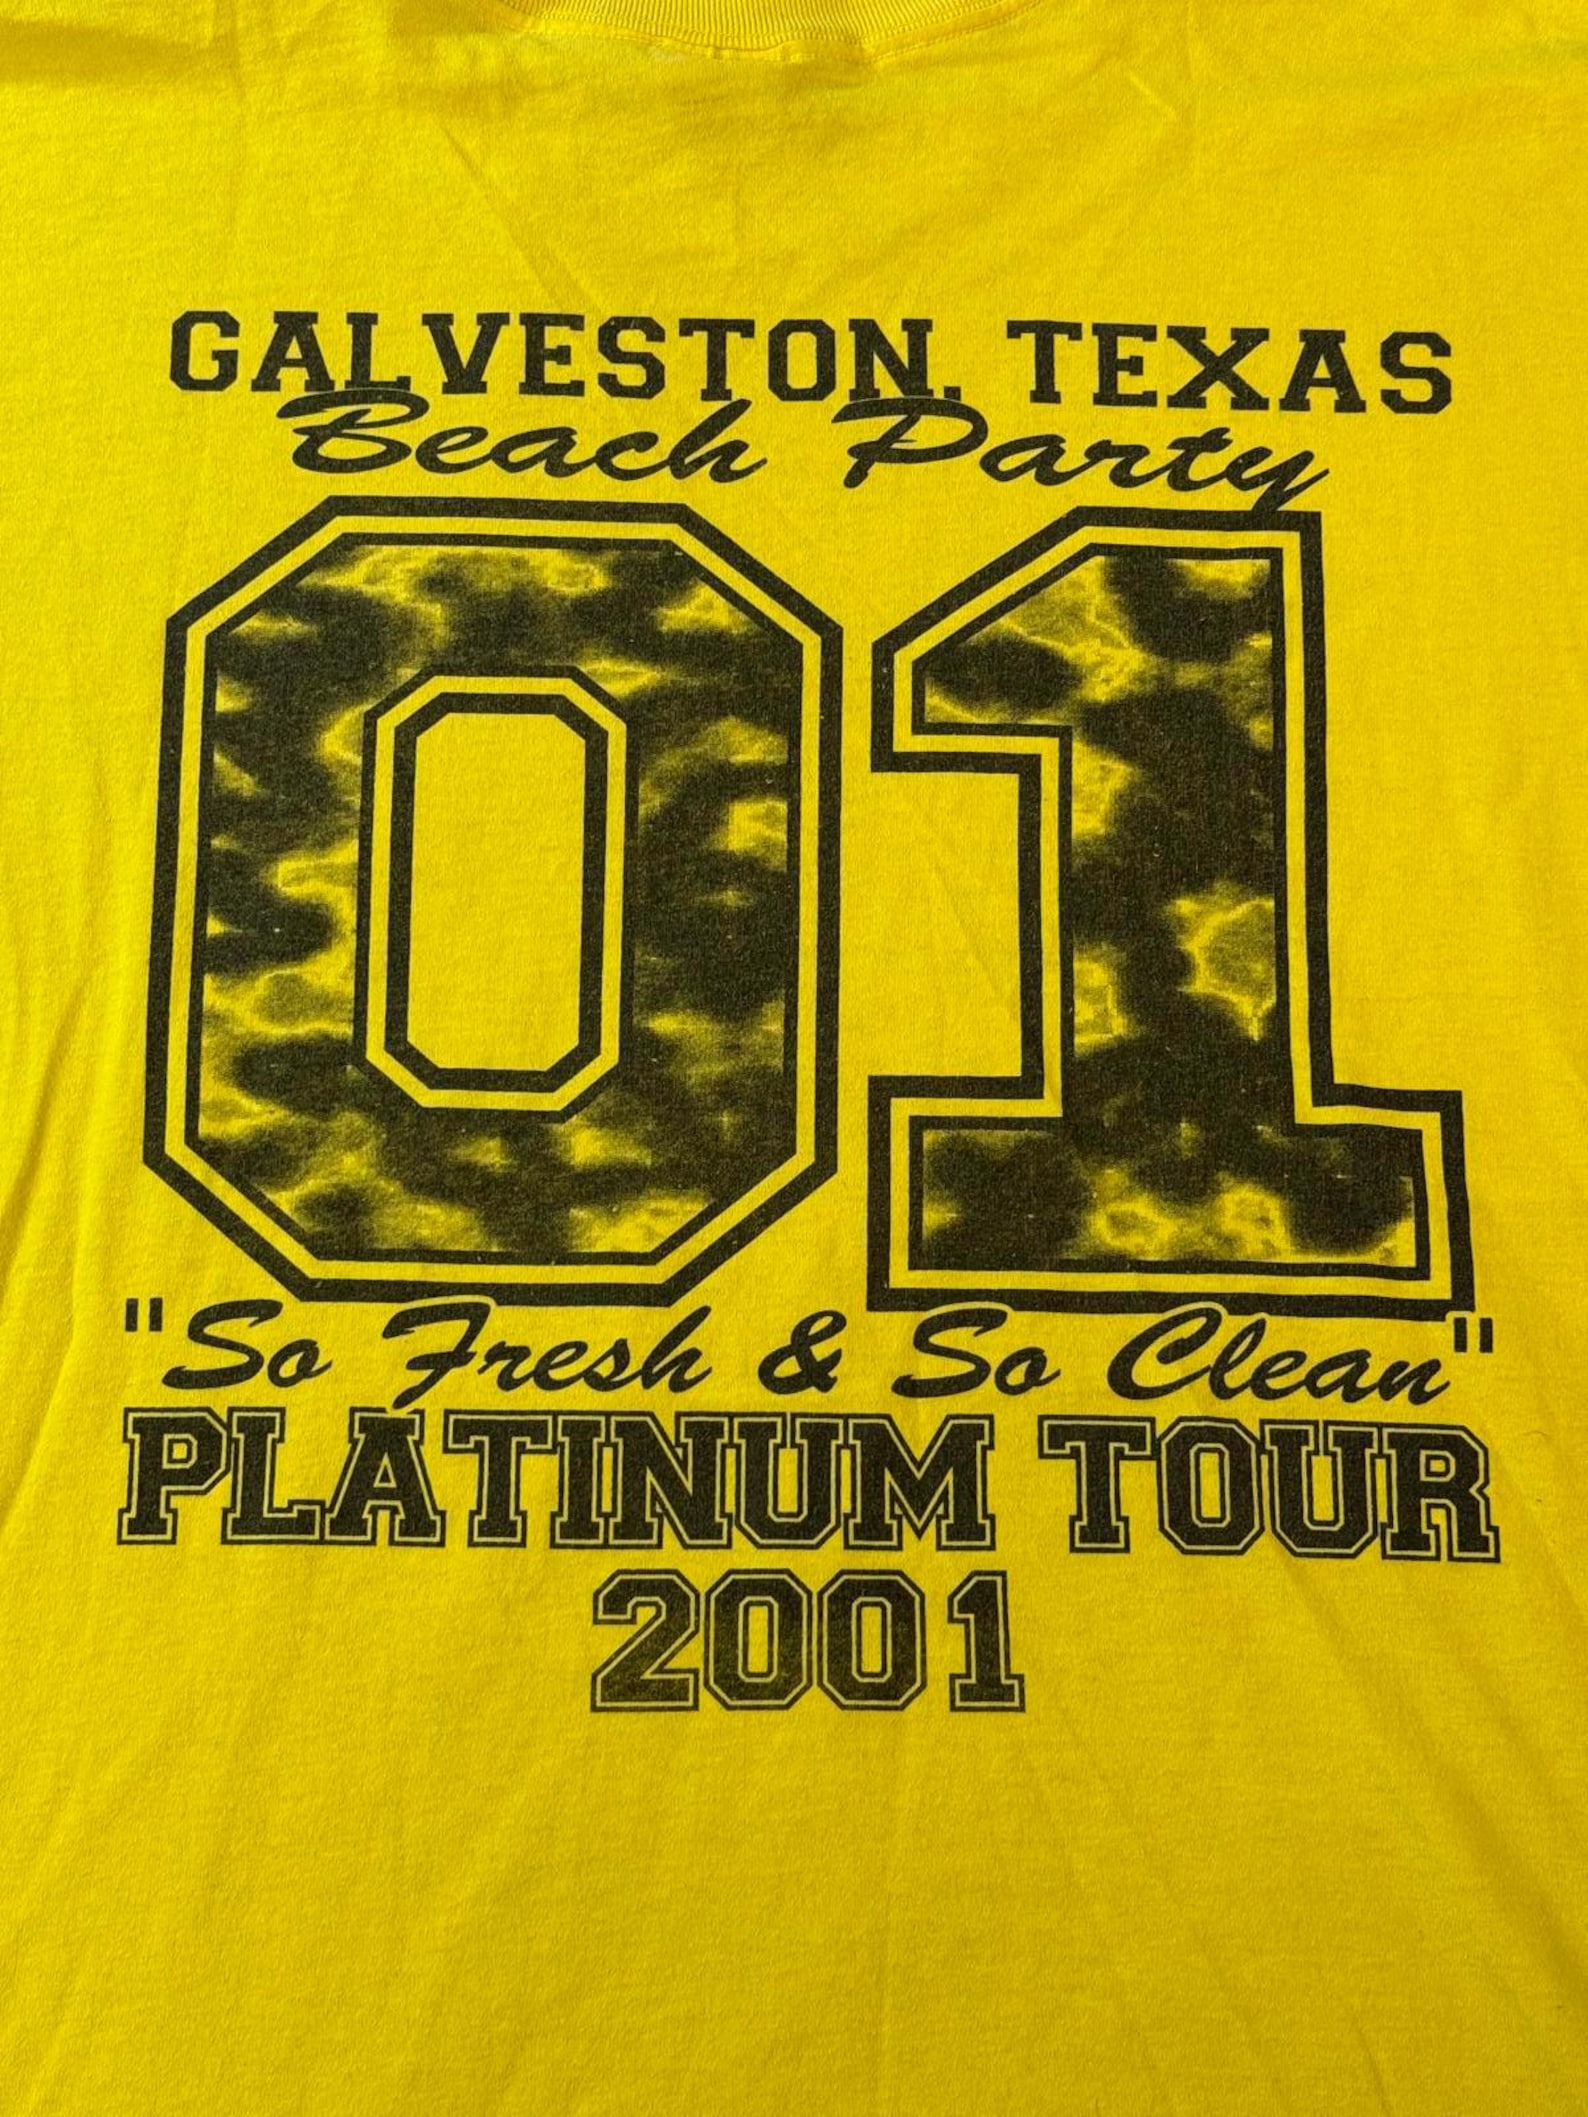 GALVESTON, TEXAS
Beach Party
01
"So Fresh & So Clean"
PLATINUM TOUR
2001